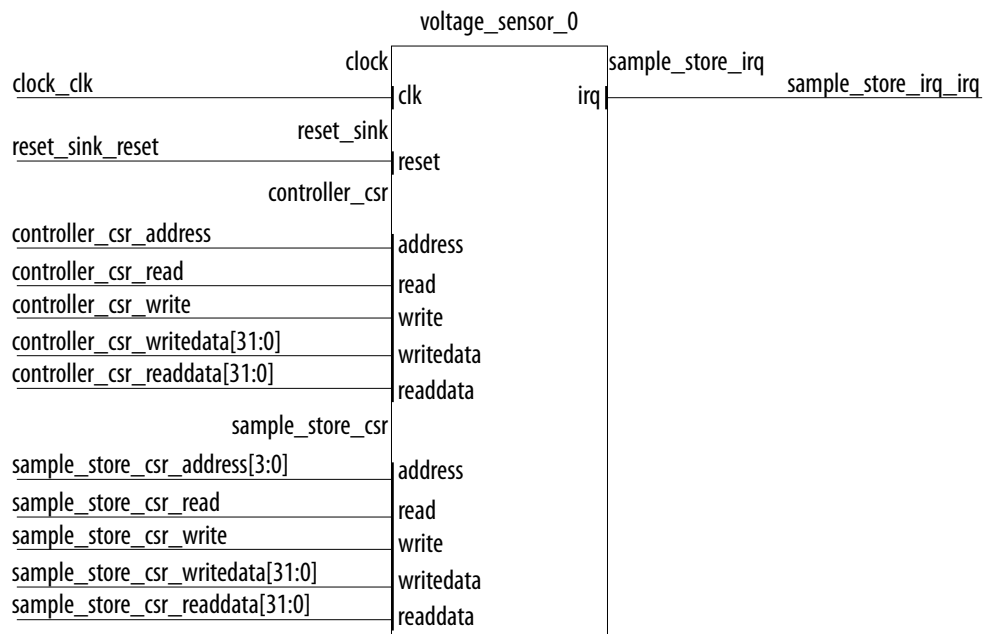 voltage_sensor_0
clock
sample_store_irq
clock_clk
clk
irq
sample_store_irq_irq
reset_sink
reset_sink_reset
reset
controller_csr
controller_csr_address
address
controller_csr_read
read
controller_csr_write
write
controller_csr_writedata[31:0]
writedata
controller_csr_readdata[31:0]
readdata
sample_store_csr
sample_store_csr_address[3:0]
address
sample_store_csr_read
read
sample_store_csr_write
write
sample_store_csr_writedata[31:0]
writedata
sample_store_csr_readdata[31:0]
readdata